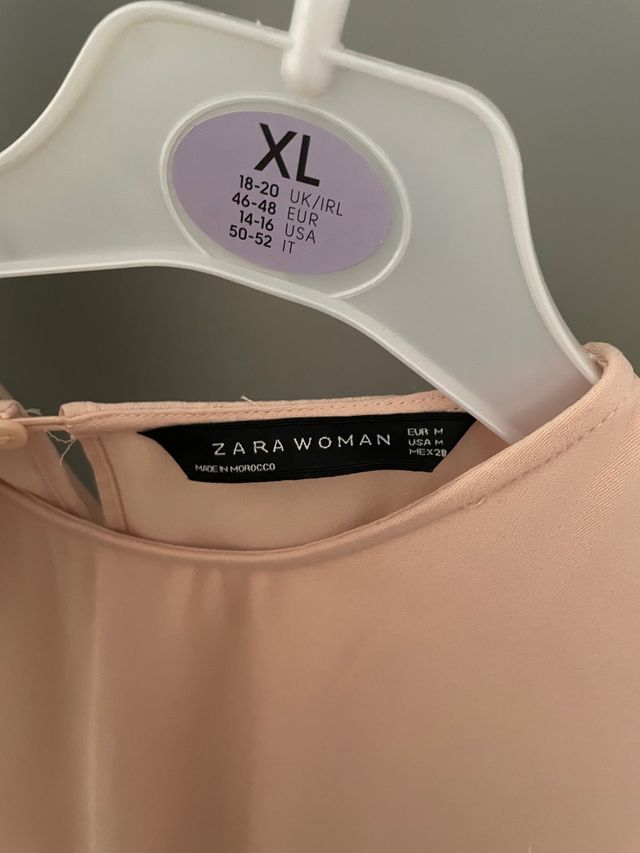 XL
18-20 UK/IRL
46-48 EUR
14-16 USA
50-52 IT
ZARA WOMAN
MADE IN MOROCCO
EUR M
USA M
MEX 28